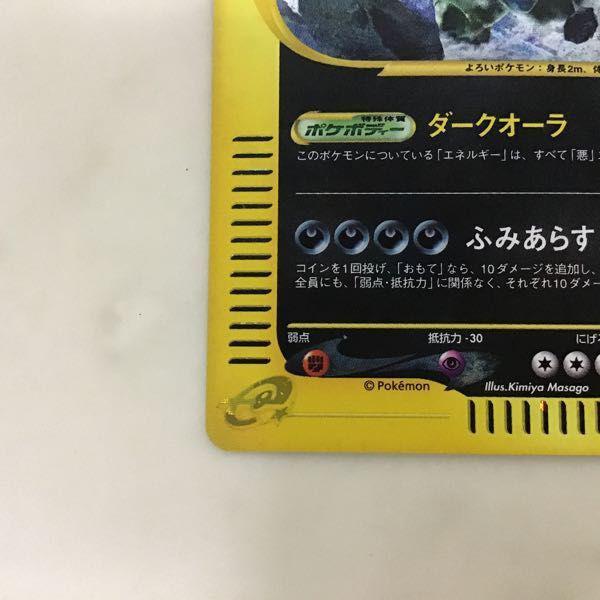 よろいポケモン：身長2m、体
特殊体質
ポケボディー ダークオーラ
このポケモンについている「エネルギー」は、すべて「悪」
ふみあらす
コインを1回投げ、「おもて」なら、10ダメージを追加し、
全員にも、「弱点・抵抗力」に関係なく、それぞれ10ダメー
弱点 抵抗力 -30 にげ
©Pokémon Illus.Kimiya Masago
e